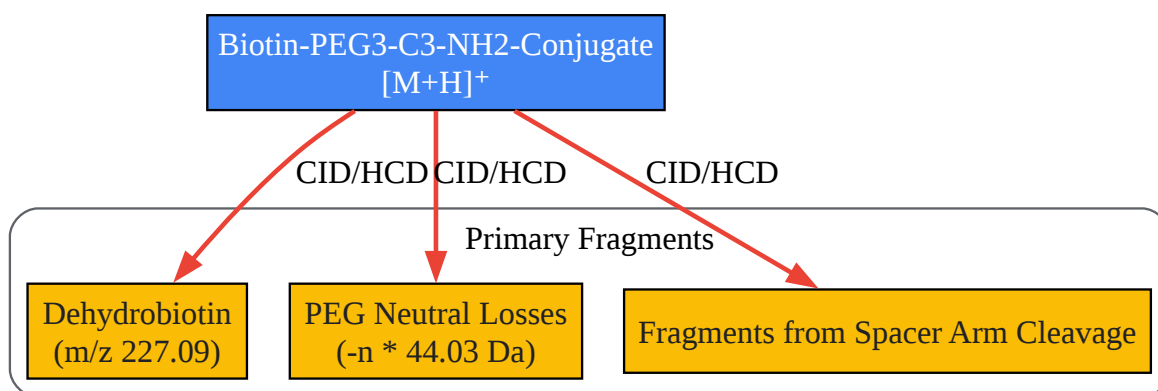 Biotin-PEG3-C3-NH2-Conjugate
[M+H]⁺
CID/HCD
CID/HCD
CID/HCD
Primary Fragments
Dehydrobiotin
(m/z 227.09)
PEG Neutral Losses
(-n * 44.03 Da)
Fragments from Spacer Arm Cleavage